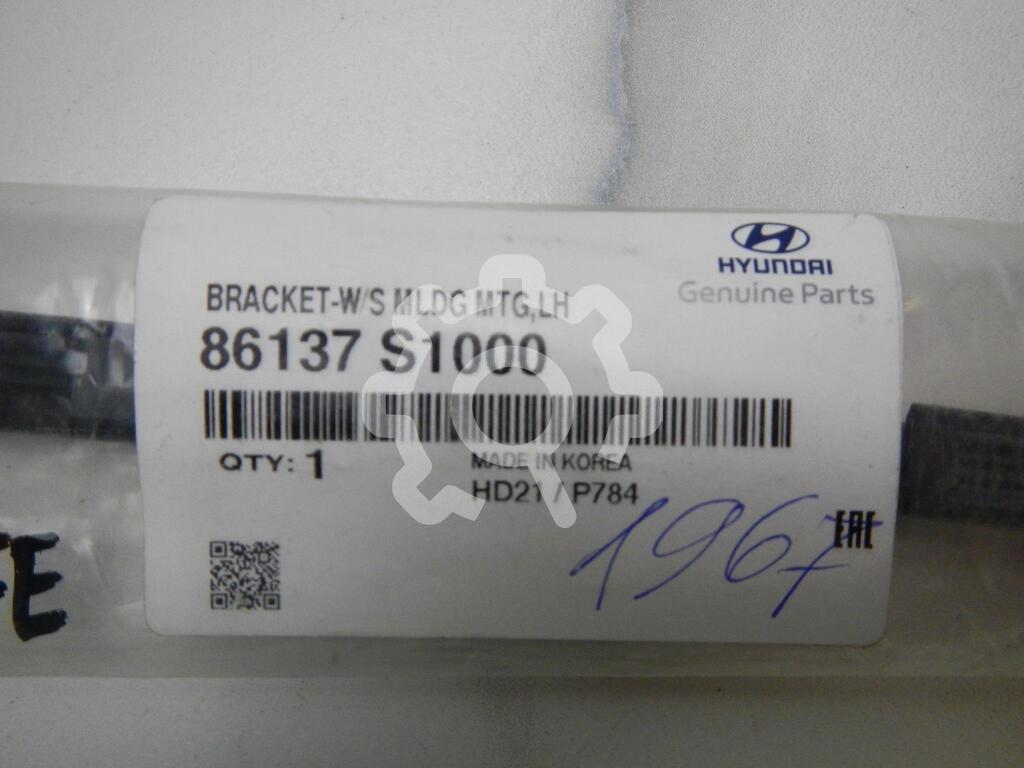 HYUNDAI
Genuine Parts
BRACKET-W/S MLDG MTG,LH
86137 S1000
QTY: 1
MADE IN KOREA
HD21 / P784
1967
EAC